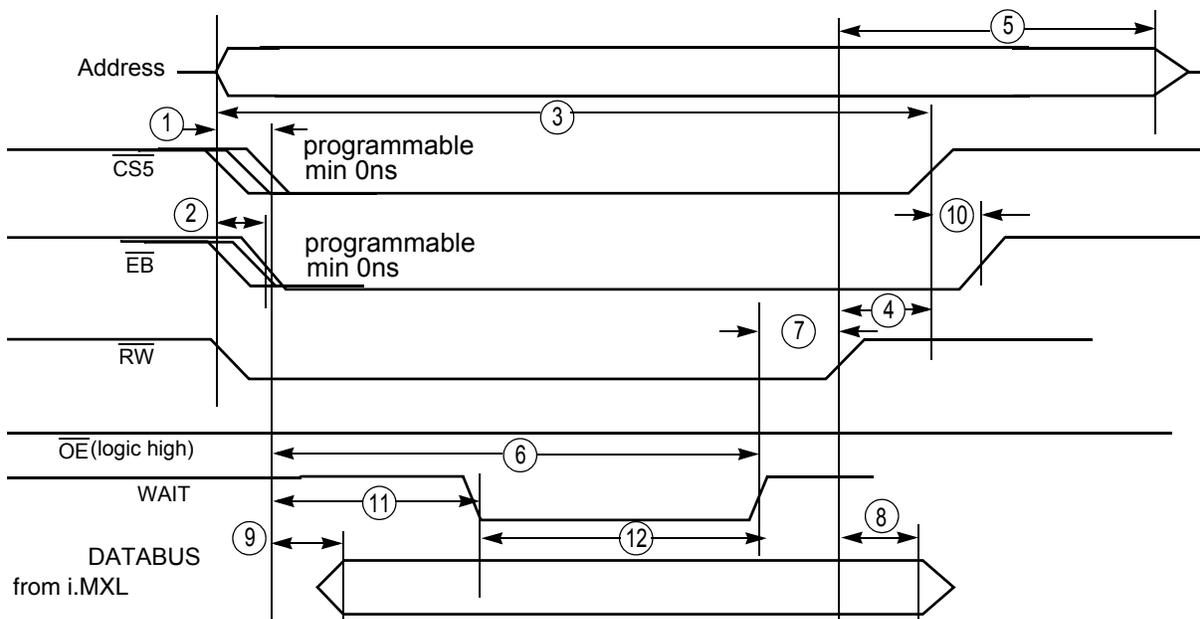 5
Address
1
3
programmable
min 0ns
CS5
2
10
programmable
min 0ns
EB
4
7
RW
OE(logic high)
6
WAIT
11
8
9
12
DATABUS
from i.MXL